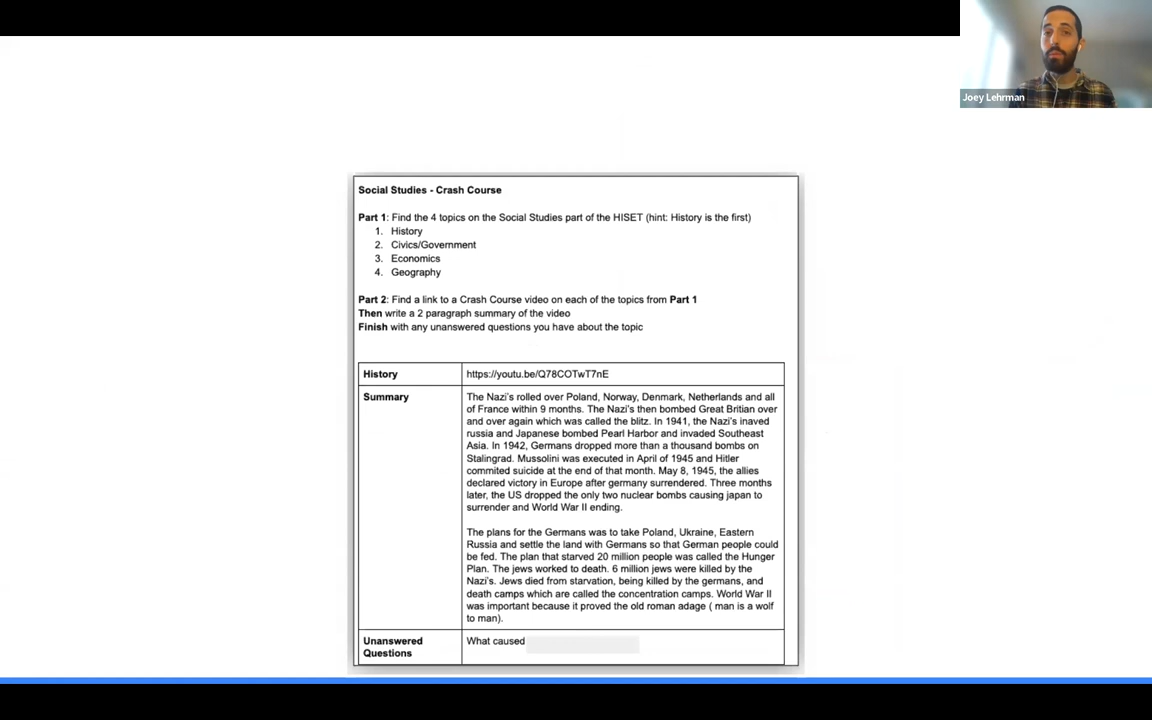 Joey Lehrman
Social Studies - Crash Course
Part 1: Find the 4 topics on the Social Studies part of the HISET (hint: History is the first)
1. History
2. Civics/Government
3. Economics
4. Geography
Part 2: Find a link to a Crash Course video on each of the topics from Part 1
Then write a 2 paragraph summary of the video
Finish with any unanswered questions you have about the topic
History
https://youtu.be/Q78COTwT7nE
Summary
The Nazi's rolled over Poland, Norway, Denmark, Netherlands and all
of France within 9 months. The Nazi's then bombed Great Britian over
and over again which was called the blitz. In 1941, the Nazi's inaved
russia and Japanese bombed Pearl Harbor and invaded Southeast
Asia. In 1942, Germans dropped more than a thousand bombs on
Stalingrad. Mussolini was executed in April of 1945 and Hitler
commited suicide at the end of that month. May 8, 1945, the allies
declared victory in Europe after germany surrendered. Three months
later, the US dropped the only two nuclear bombs causing japan to
surrender and World War II ending.
The plans for the Germans was to take Poland, Ukraine, Eastern
Russia and settle the land with Germans so that German people could
be fed. The plan that starved 20 million people was called the Hunger
Plan. The jews worked to death. 6 million jews were killed by the
Nazi's. Jews died from starvation, being killed by the germans, and
death camps which are called the concentration camps. World War II
was important because it proved the old roman adage ( man is a wolf
to man).
Unanswered
Questions
What caused